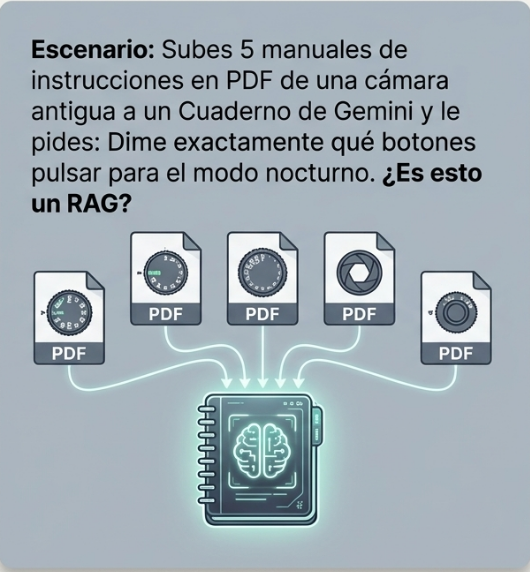 Escenario: Subes 5 manuales de
instrucciones en PDF de una cámara
antigua a un Cuaderno de Gemini y le
pides: Dime exactamente qué botones
pulsar para el modo nocturno. ¿Es esto
un RAG?
PDF
PDF
PDF
PDF
PDF